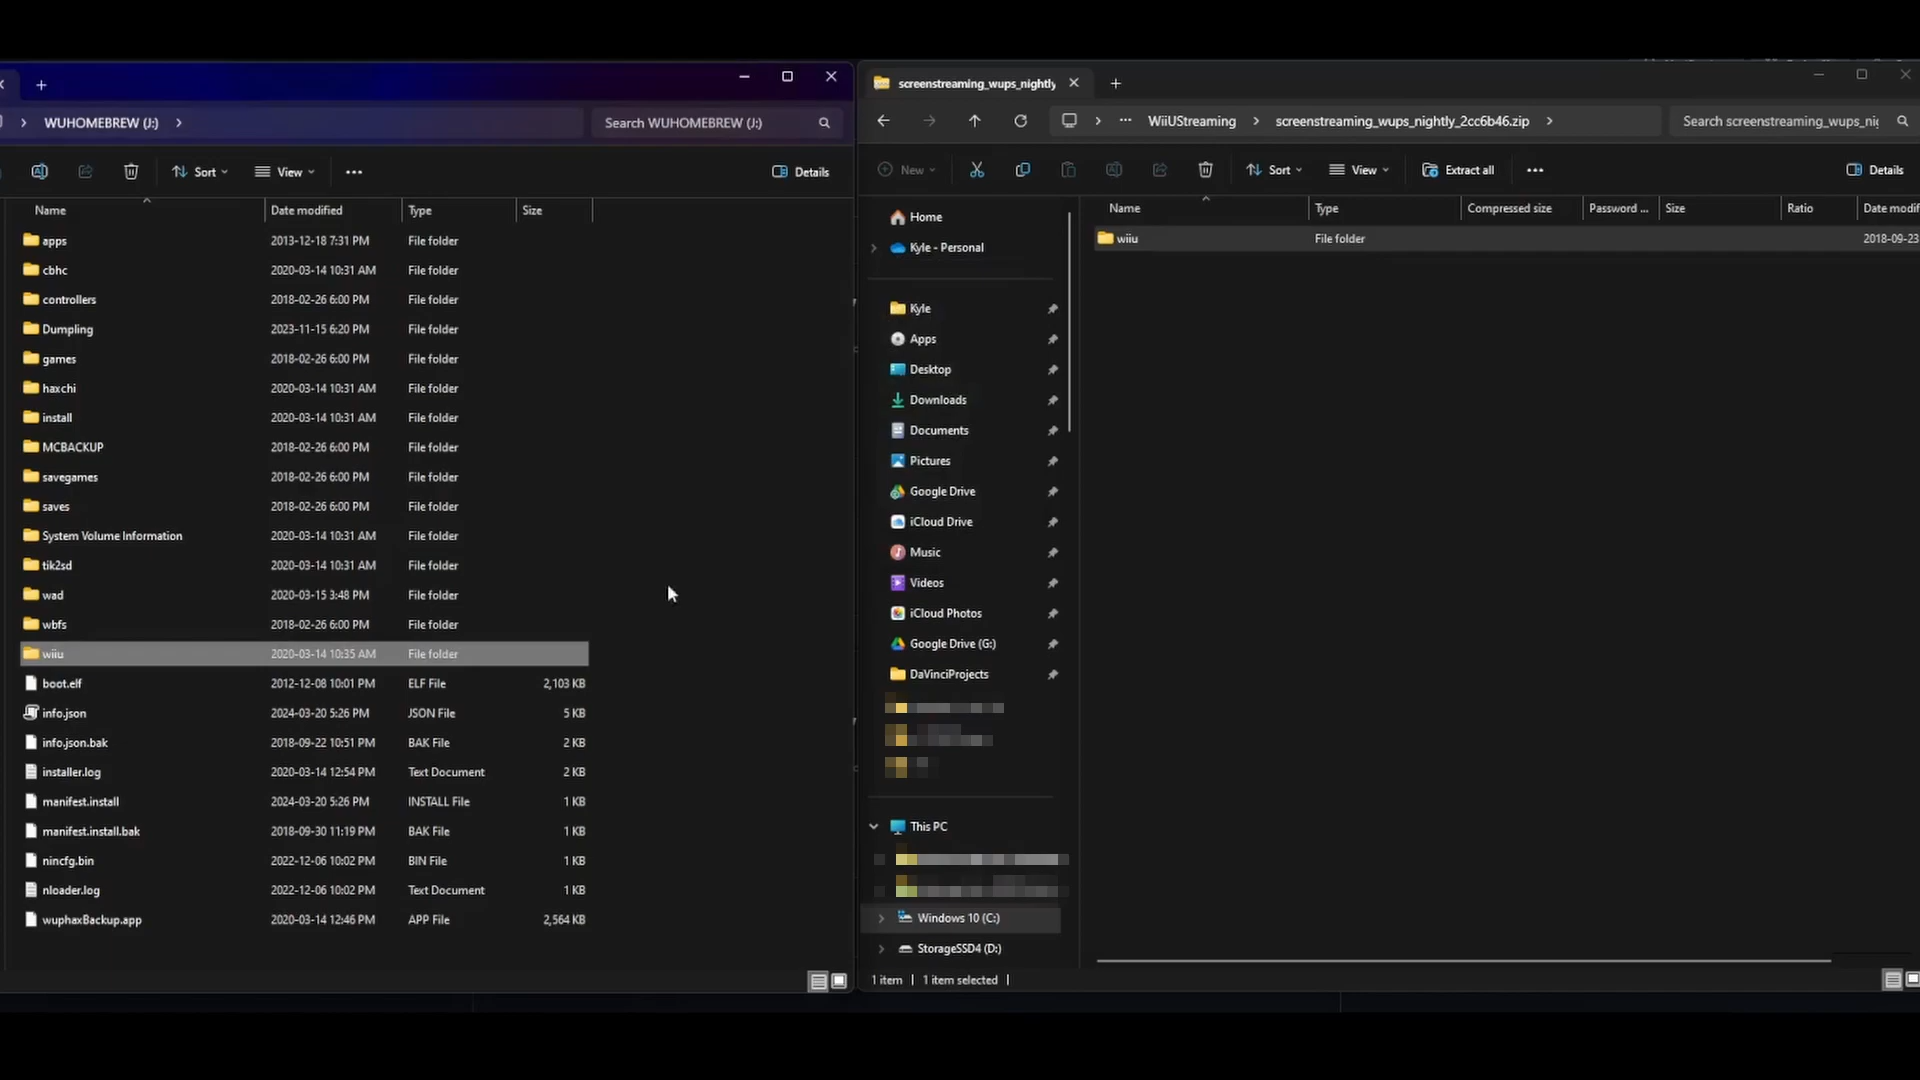 WUHOMEBREW (J:)
Search WUHOMEBREW (J:)
Sort
View
Details
Name
Date modified
Type
Size
apps 2013-12-18 7:31 PM File folder
cbhc 2020-03-14 10:31 AM File folder
controllers 2018-02-26 6:00 PM File folder
Dumpling 2023-11-15 6:20 PM File folder
games 2018-02-26 6:00 PM File folder
haxchi 2020-03-14 10:31 AM File folder
install 2020-03-14 10:31 AM File folder
MCBACKUP 2018-02-26 6:00 PM File folder
savegames 2018-02-26 6:00 PM File folder
saves 2018-02-26 6:00 PM File folder
System Volume Information 2020-03-14 10:31 AM File folder
tik2sd 2020-03-14 10:31 AM File folder
wad 2020-03-15 3:48 PM File folder
wbfs 2018-02-26 6:00 PM File folder
wiiu 2020-03-14 10:35 AM File folder
boot.elf 2012-12-08 10:01 PM ELF File 2,103 KB
info.json 2024-03-20 5:26 PM JSON File 5 KB
info.json.bak 2018-09-22 10:51 PM BAK File 2 KB
installer.log 2020-03-14 12:54 PM Text Document 2 KB
manifest.install 2024-03-20 5:26 PM INSTALL File 1 KB
manifest.install.bak 2018-09-30 11:19 PM BAK File 1 KB
nincfg.bin 2022-12-06 10:02 PM BIN File 1 KB
nloader.log 2022-12-06 10:02 PM Text Document 1 KB
wuphaxBackup.app 2020-03-14 12:46 PM APP File 2,564 KB
screenstreaming_wups_nightly
WiiUStreaming
screenstreaming_wups_nightly_2cc6b46.zip
Search screenstreaming_wups_nig
New
Sort
View
Extract all
Details
Home
Kyle - Personal
Kyle
Apps
Desktop
Downloads
Documents
Pictures
Google Drive
iCloud Drive
Music
Videos
iCloud Photos
Google Drive (G:)
DaVinciProjects
This PC
Windows 10 (C:)
StorageSSD4 (D:)
Name
Type
Compressed size
Password ...
Size
Ratio
Date modif
wiiu File folder 2018-09-23
1 item
1 item selected